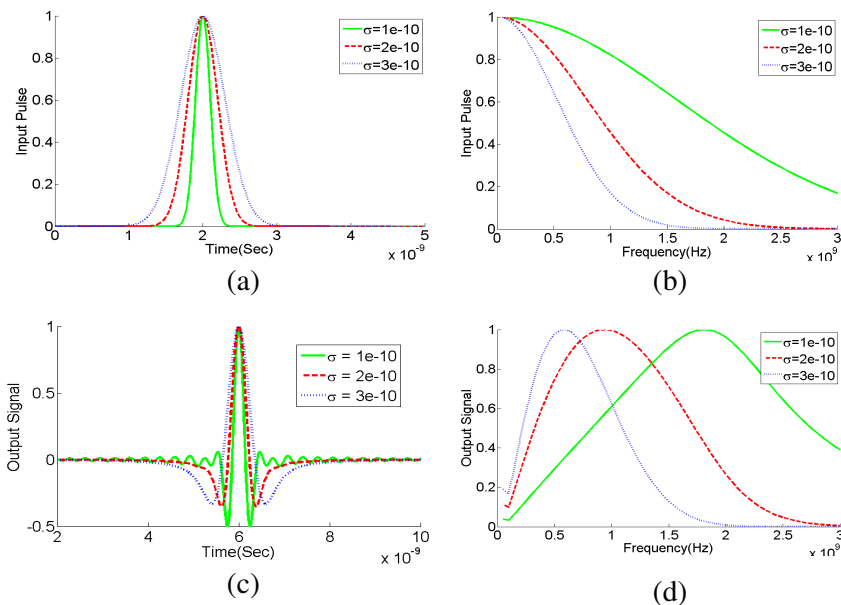 1
0.8
0.6
0.4
0.2
0
Input Pulse
σ=1e-10
σ=2e-10
σ=3e-10
0 1 2 3 4 5
Time(Sec)
x 10⁻⁹
(a)
1
0.8
0.6
0.4
0.2
0
Input Pulse
σ=1e-10
σ=2e-10
σ=3e-10
0 0.5 1 1.5 2 2.5 3
Frequency(Hz)
x 10⁹
(b)
1
0.5
0
-0.5
Output Signal
σ = 1e-10
σ = 2e-10
σ = 3e-10
2 4 6 8 10
Time(Sec)
x 10⁻⁹
(c)
1
0.8
0.6
0.4
0.2
0
Output Signal
σ=1e-10
σ=2e-10
σ=3e-10
0 0.5 1 1.5 2 2.5 3
Frequency(Hz)
x 10⁹
(d)